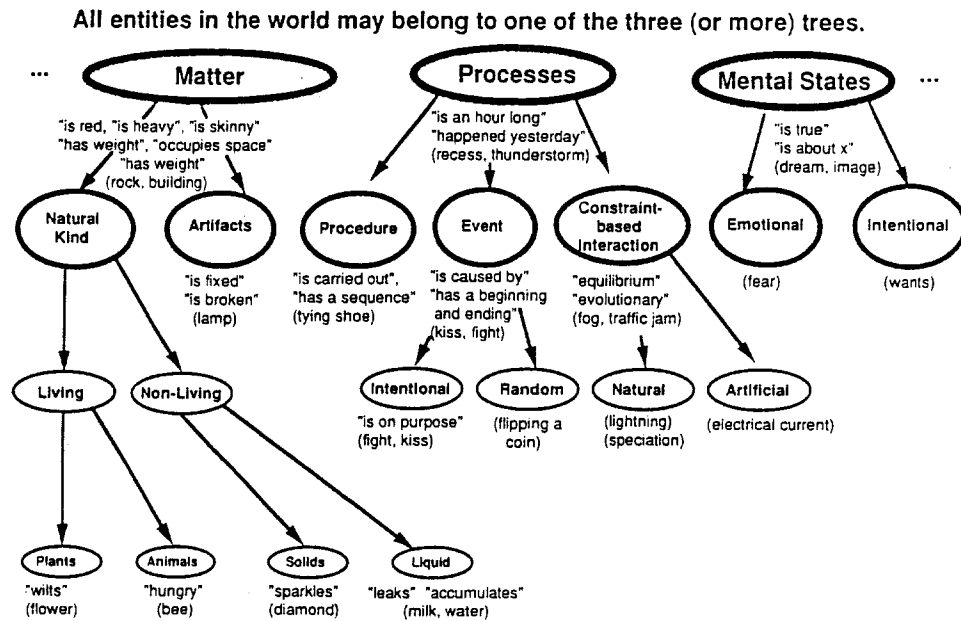 All entities in the world may belong to one of the three (or more) trees.
...
Matter
Processes
Mental States
...
"is red, "is heavy", "is skinny"
"has weight", "occupies space"
"has weight"
(rock, building)
"is an hour long"
"happened yesterday"
(recess, thunderstorm)
"is true"
"is about x"
(dream, image)
Natural
Kind
Artifacts
Procedure
Event
Constraint-
based
Interaction
Emotional
Intentional
"is fixed"
"is broken"
(lamp)
"is carried out",
"has a sequence"
(tying shoe)
"is caused by"
"has a beginning
and ending"
(kiss, fight)
"equilibrium"
"evolutionary"
(fog, traffic jam)
(fear)
(wants)
Living
Non-Living
Intentional
Random
Natural
Artificial
"is on purpose"
(fight, kiss)
(flipping a
coin)
(lightning)
(speciation)
(electrical current)
Plants
Animals
Solids
Liquid
"wilts"
(flower)
"hungry"
(bee)
"sparkles"
(diamond)
"leaks" "accumulates"
(milk, water)